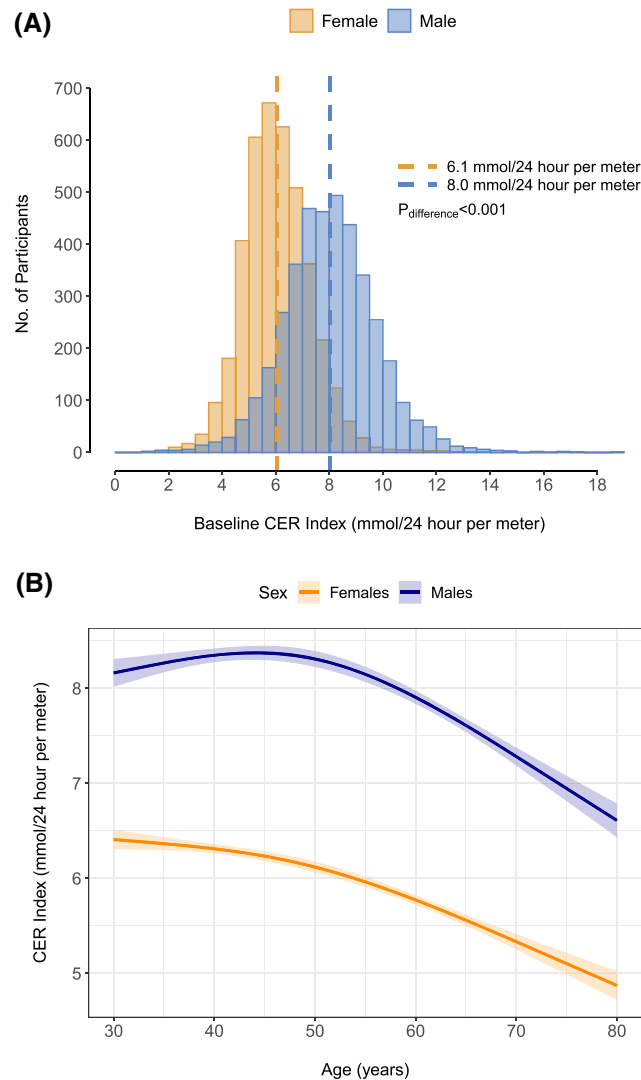 (A)
Female Male
700
600
500
400
300
200
100
0
No. of Participants
6.1 mmol/24 hour per meter
8.0 mmol/24 hour per meter
Pdifference<0.001
0 2 4 6 8 10 12 14 16 18
Baseline CER Index (mmol/24 hour per meter)
(B)
Sex Females Males
8
7
6
5
CER Index (mmol/24 hour per meter)
30 40 50 60 70 80
Age (years)